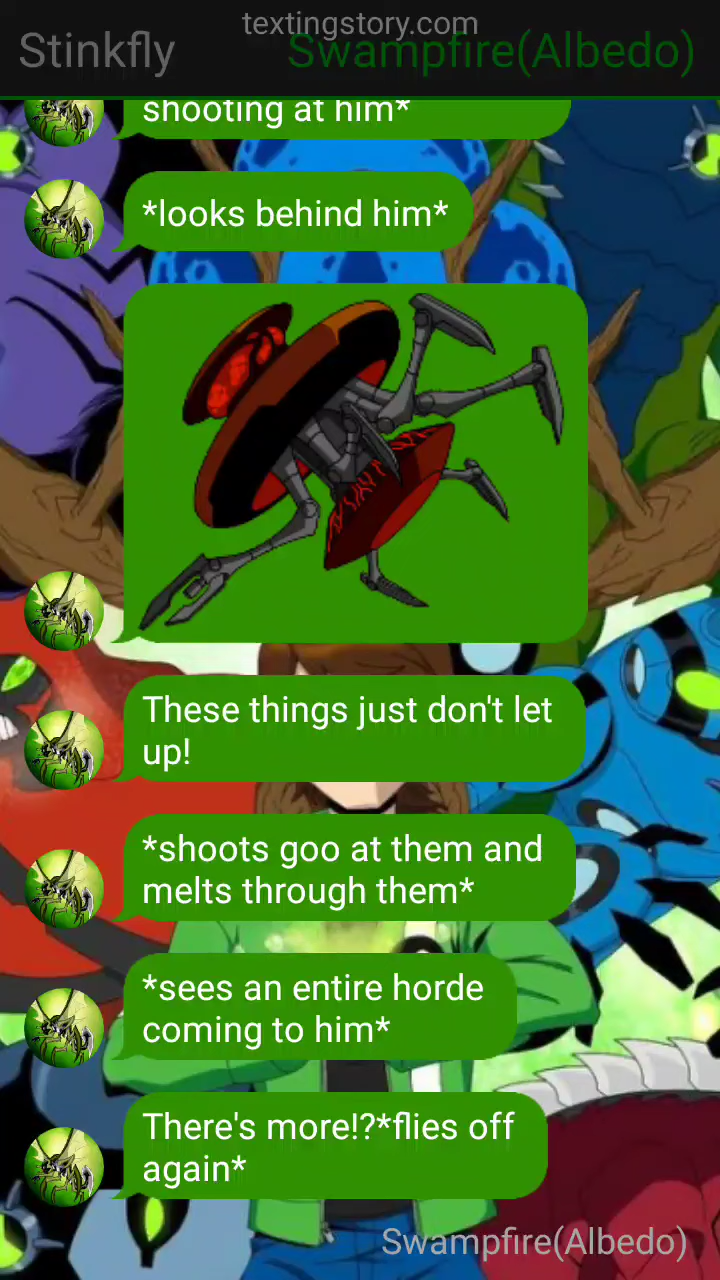 textingstory.com
Stinkfly
Swampfire(Albedo)
shooting at him*
*looks behind him*
These things just don't let
up!
*shoots goo at them and
melts through them*
*sees an entire horde
coming to him*
There's more!?*flies off
again*
Swampfire(Albedo)